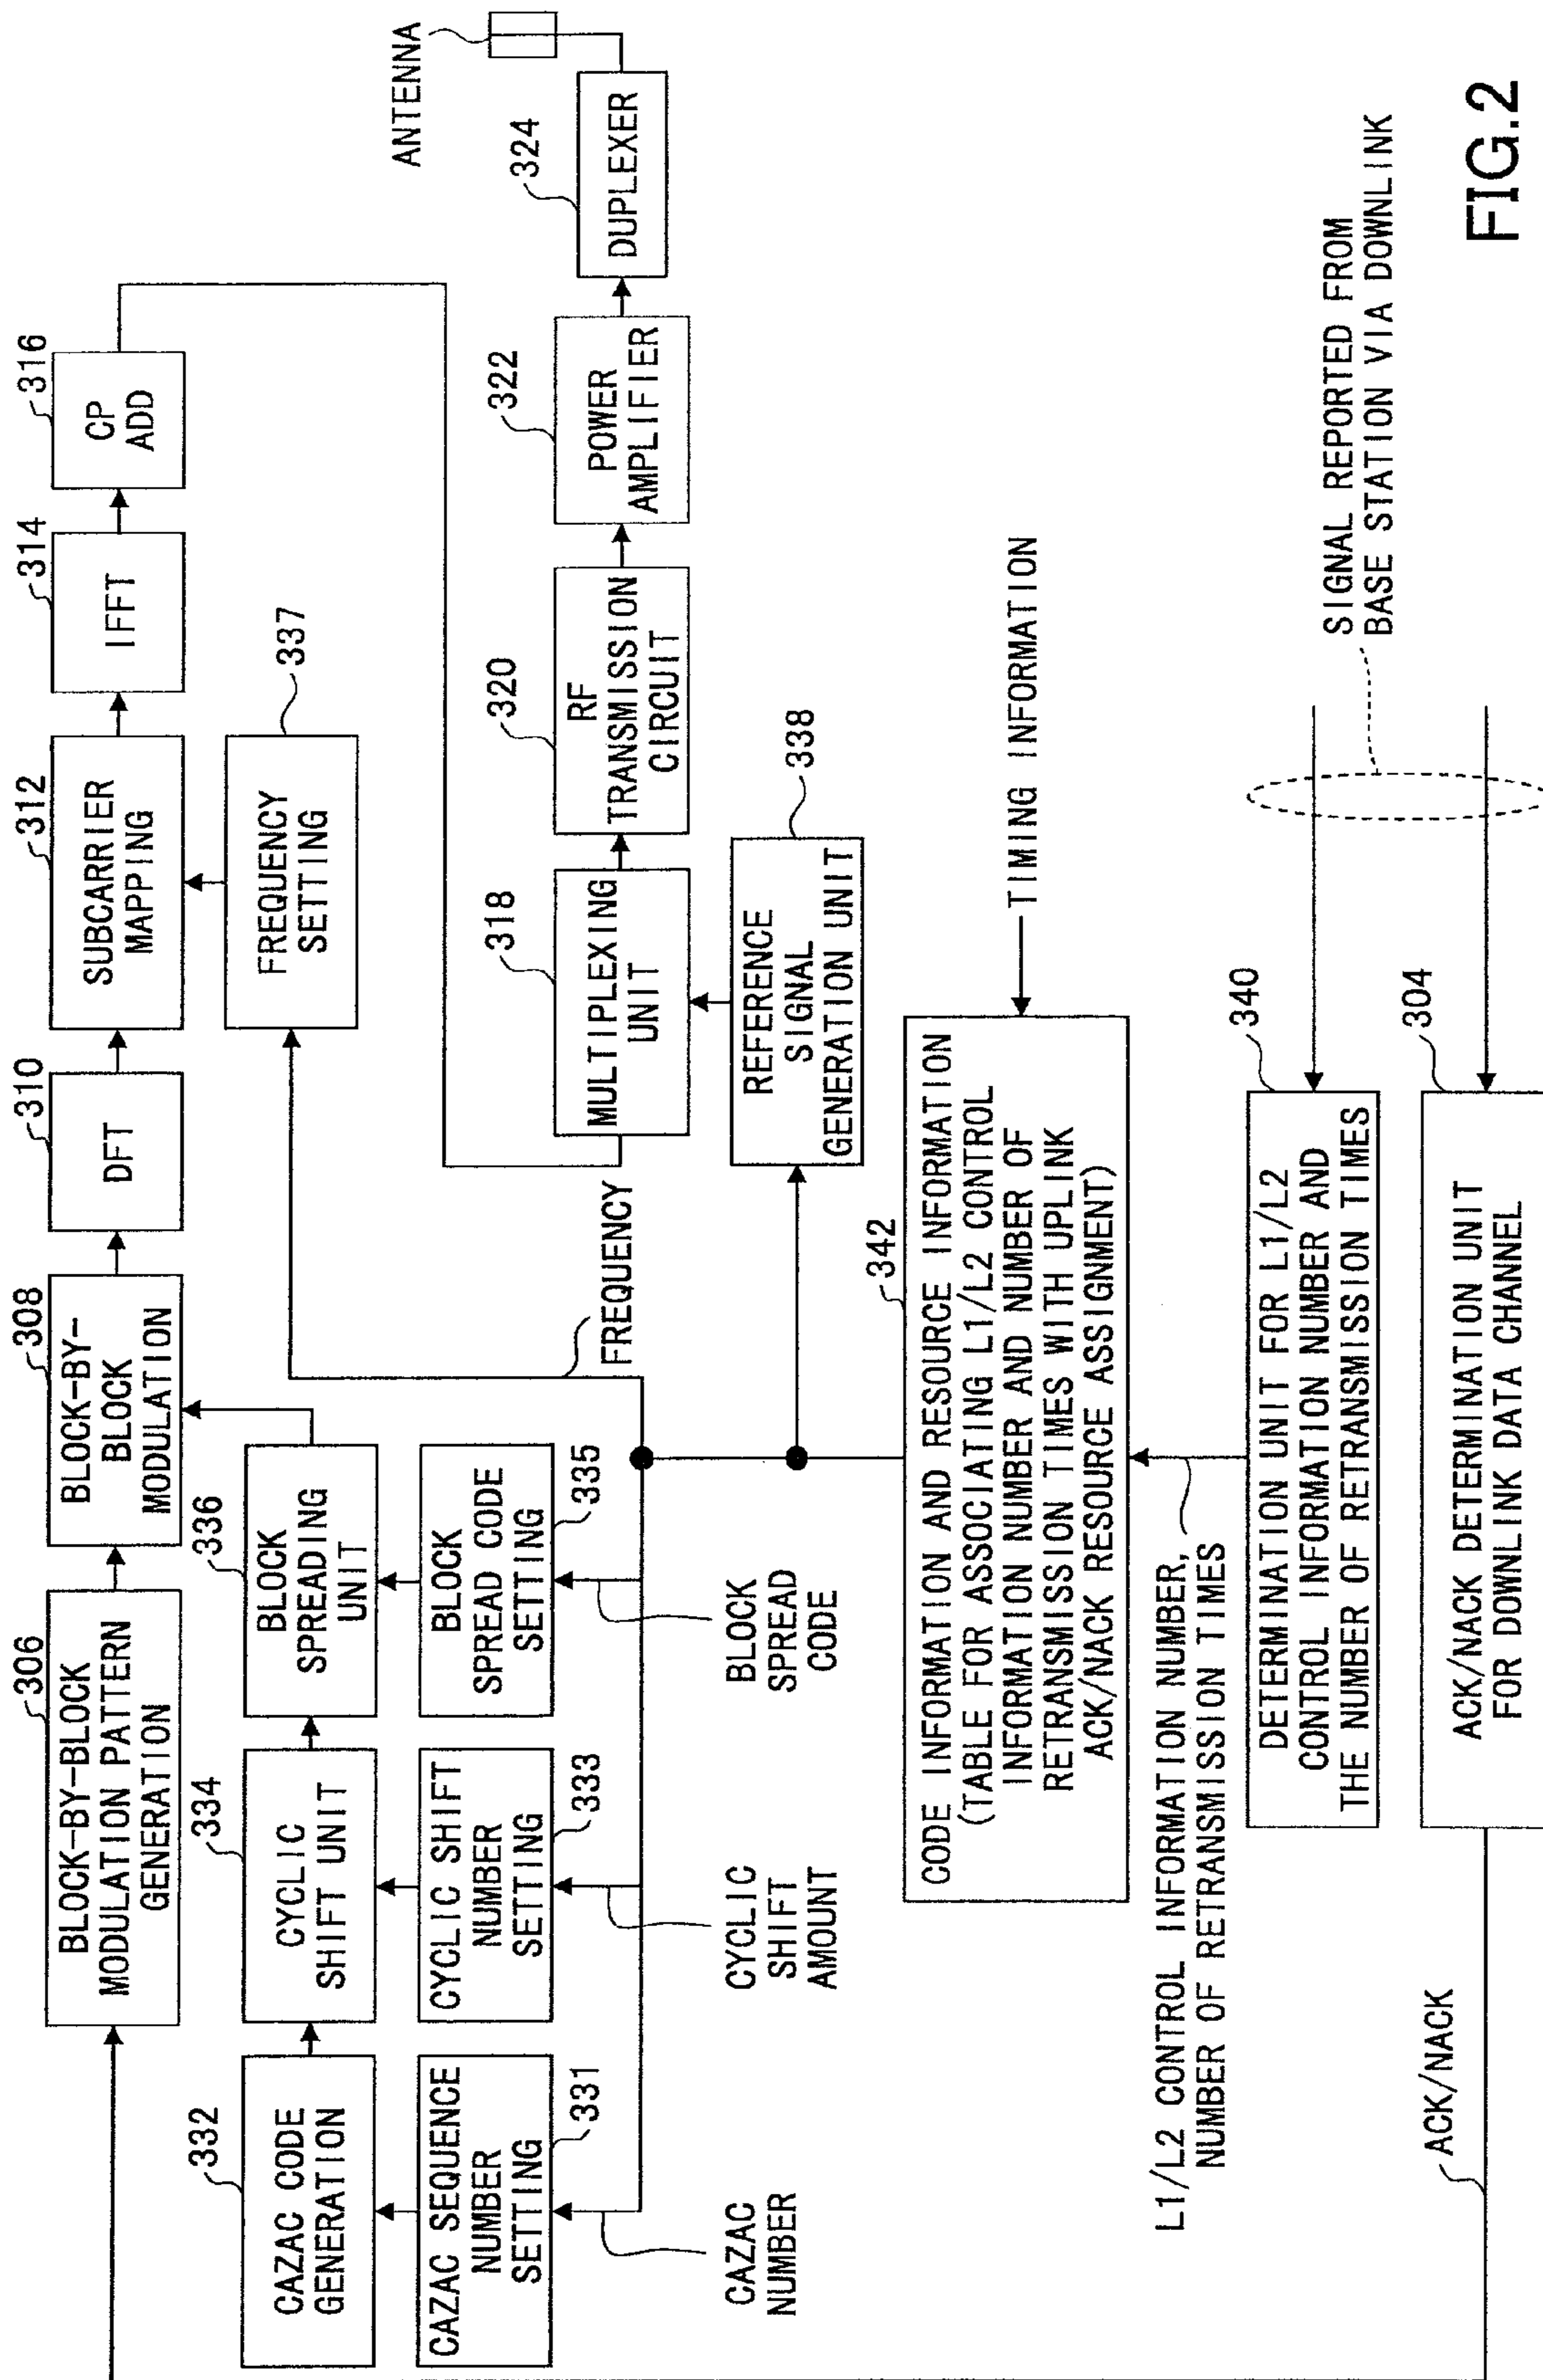 306
BLOCK-BY-BLOCK
MODULATION PATTERN
GENERATION
308
BLOCK-BY-
BLOCK
MODULATION
310
DFT
312
SUBCARRIER
MAPPING
314
IFFT
316
CP
ADD
332
CAZAC CODE
GENERATION
334
CYCLIC
SHIFT UNIT
336
BLOCK
SPREADING
UNIT
337
FREQUENCY
SETTING
CAZAC SEQUENCE
NUMBER
SETTING
331
CYCLIC SHIFT
NUMBER
SETTING
333
BLOCK
SPREAD CODE
SETTING
335
FREQUENCY
318
MULTIPLEXING
UNIT
320
RF
TRANSMISSION
CIRCUIT
322
POWER
AMPLIFIER
324
DUPLEXER
ANTENNA
CAZAC
NUMBER
CYCLIC
SHIFT
AMOUNT
BLOCK
SPREAD
CODE
REFERENCE
SIGNAL
GENERATION UNIT
338
342
CODE INFORMATION AND RESOURCE INFORMATION
(TABLE FOR ASSOCIATING L1/L2 CONTROL
INFORMATION NUMBER AND NUMBER OF
RETRANSMISSION TIMES WITH UPLINK
ACK/NACK RESOURCE ASSIGNMENT)
TIMING INFORMATION
L1/L2 CONTROL INFORMATION NUMBER,
NUMBER OF RETRANSMISSION TIMES
340
DETERMINATION UNIT FOR L1/L2
CONTROL INFORMATION NUMBER AND
THE NUMBER OF RETRANSMISSION TIMES
SIGNAL REPORTED FROM
BASE STATION VIA DOWNLINK
ACK/NACK
304
ACK/NACK DETERMINATION UNIT
FOR DOWNLINK DATA CHANNEL
FIG.2